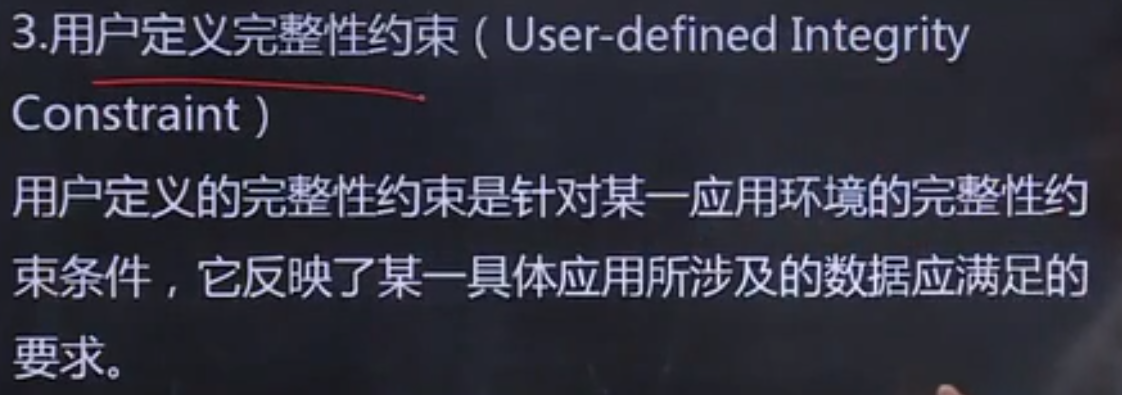 3.用户定义完整性约束（User-defined Integrity
Constraint）
用户定义的完整性约束是针对某一应用环境的完整性约
束条件，它反映了某一具体应用所涉及的数据应满足的
要求。